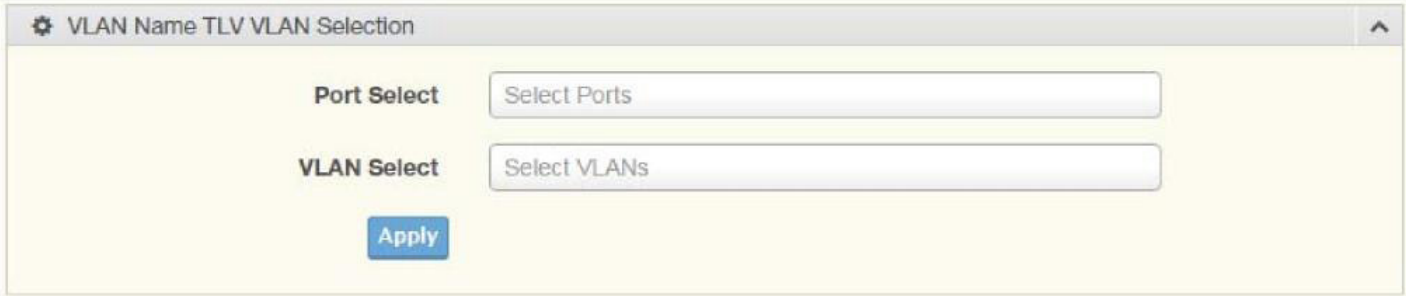 VLAN Name TLV VLAN Selection
Port Select Select Ports
VLAN Select Select VLANs
Apply